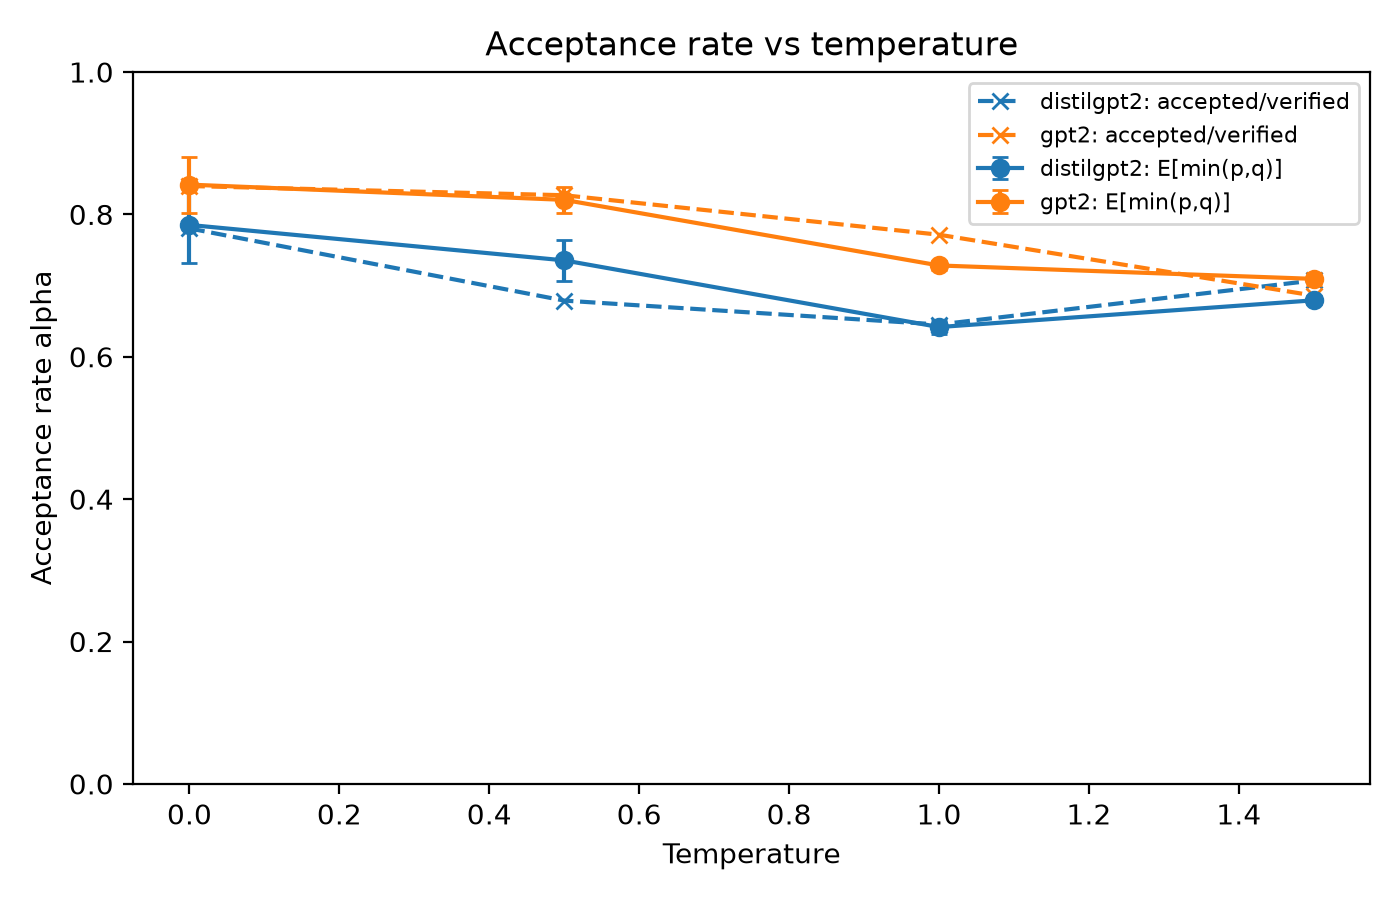 Acceptance rate vs temperature
distilgpt2: accepted/verified
gpt2: accepted/verified
distilgpt2: E[min(p,q)]
gpt2: E[min(p,q)]
Acceptance rate alpha
1.0
0.8
0.6
0.4
0.2
0.0
0.0 0.2 0.4 0.6 0.8 1.0 1.2 1.4
Temperature